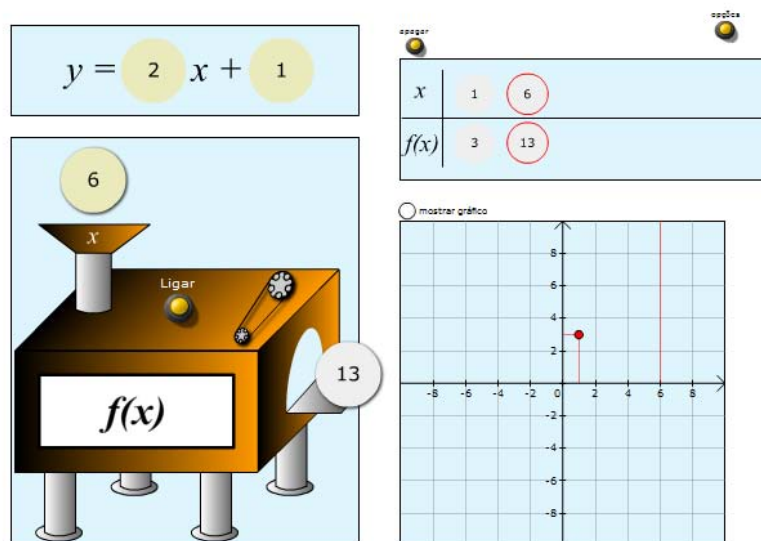 y = 2 x + 1
apagar
opções
x 1 6
f(x) 3 13
6
x
Ligar
13
f(x)
mostrar gráfico
8
6
4
2
-8 -6 -4 -2 0 2 4 6 8
-2
-4
-6
-8